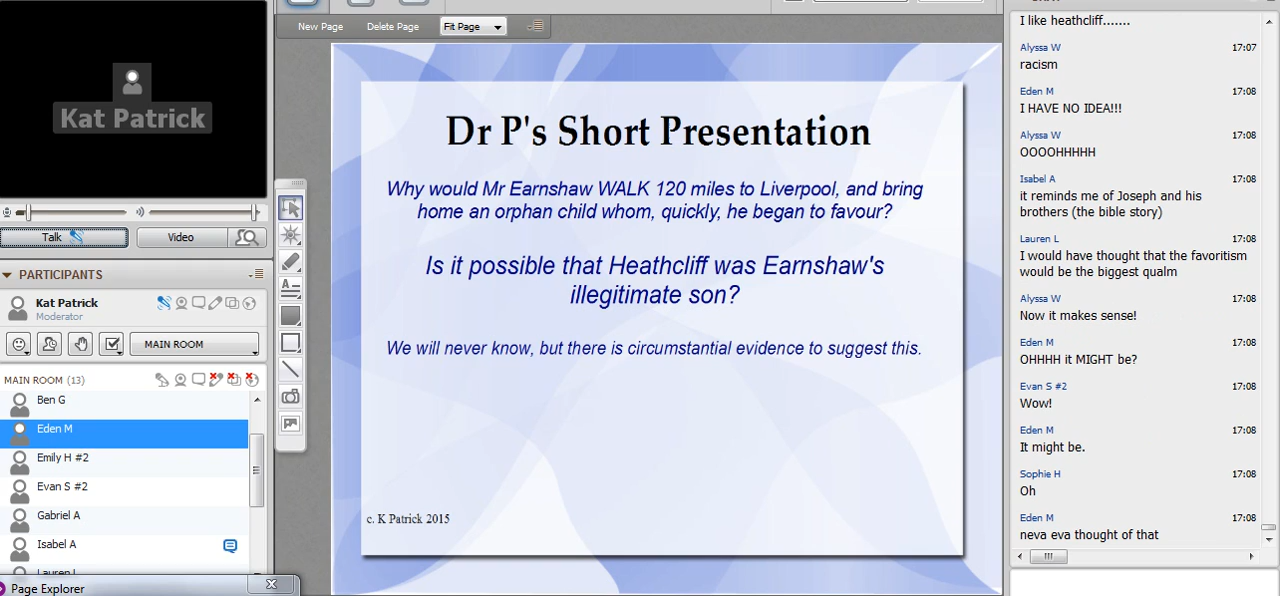 Kat Patrick
Talk
Video
PARTICIPANTS
Kat Patrick
Moderator
MAIN ROOM
MAIN ROOM (13)
Ben G
Eden M
Emily H #2
Evan S #2
Gabriel A
Isabel A
Lauren L
Page Explorer
New Page
Delete Page
Fit Page
Dr P's Short Presentation
Why would Mr Earnshaw WALK 120 miles to Liverpool, and bring
home an orphan child whom, quickly, he began to favour?
Is it possible that Heathcliff was Earnshaw's
illegitimate son?
We will never know, but there is circumstantial evidence to suggest this.
c. K Patrick 2015
I like heathcliff.......
Alyssa W 17:07
racism
Eden M 17:08
I HAVE NO IDEA!!!
Alyssa W 17:08
OOOOHHHHH
Isabel A 17:08
it reminds me of Joseph and his
brothers (the bible story)
Lauren L 17:08
I would have thought that the favoritism
would be the biggest qualm
Alyssa W 17:08
Now it makes sense!
Eden M 17:08
OHHHH it MIGHT be?
Evan S #2 17:08
Wow!
Eden M 17:08
It might be.
Sophie H 17:08
Oh
Eden M 17:08
neva eva thought of that